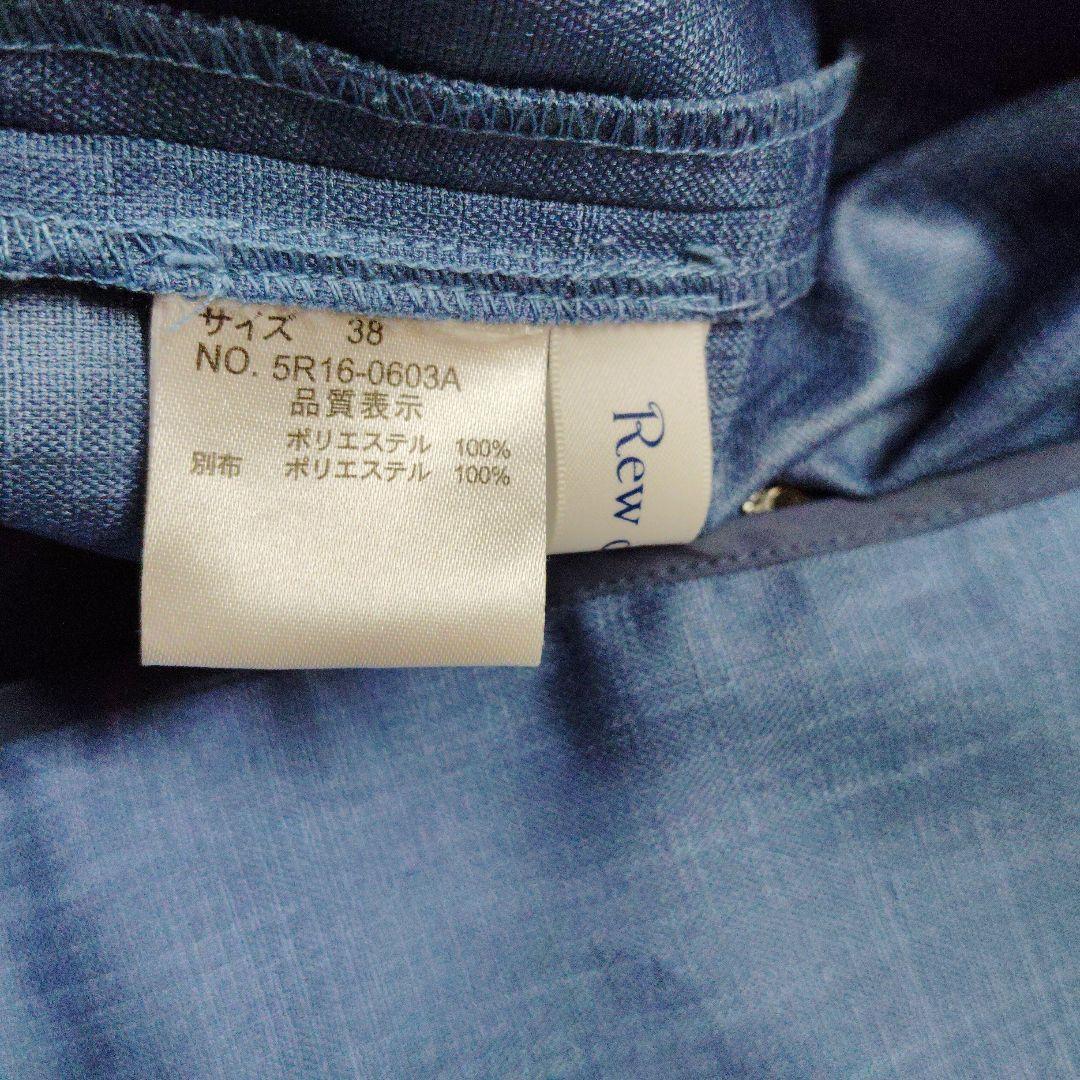 サイズ 38
NO. 5R16-0603A
品質表示
ポリエステル 100%
別布 ポリエステル 100%
Rew